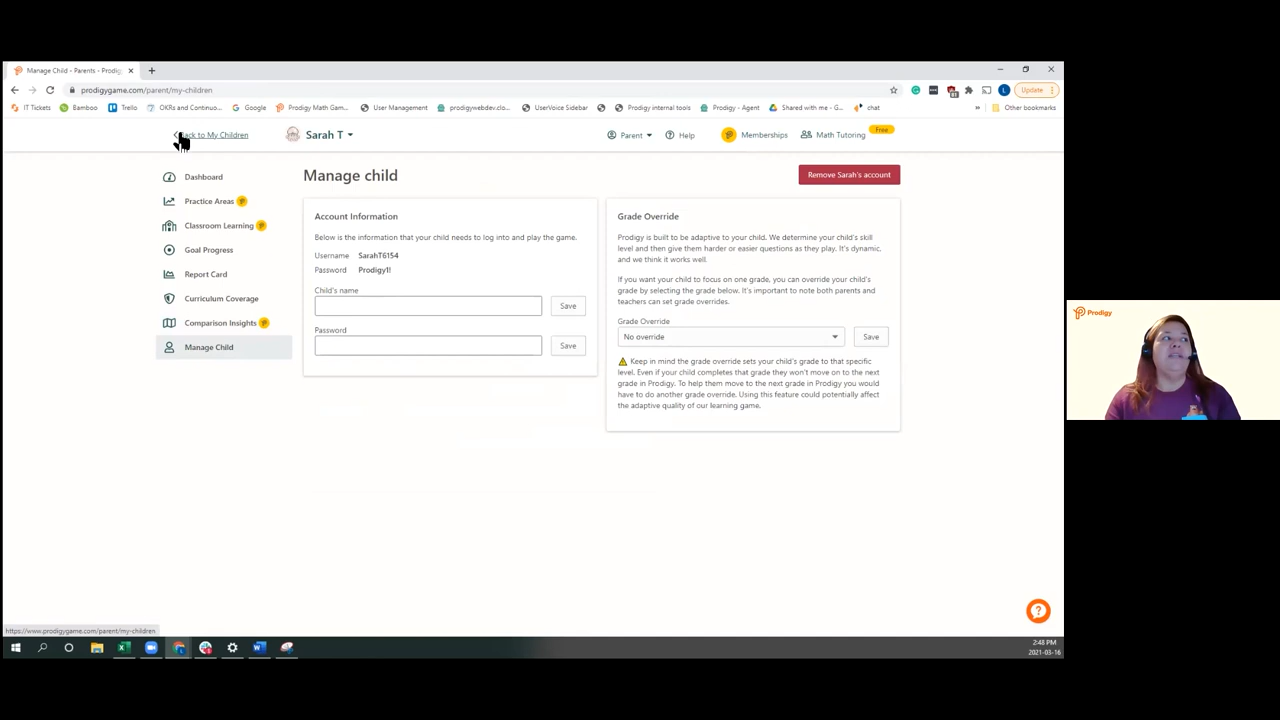 Manage Child - Parents - Prodigy
prodigygame.com/parent/my-children
Update
IT Tickets Bamboo Trello OKRs and Continuo... Google Prodigy Math Gam... User Management prodigywebdev.clo... UserVoice Sidebar Prodigy internal tools Prodigy - Agent Shared with me - G... chat » Other bookmarks
Back to My Children
Sarah T
Parent
Help
Memberships
Math Tutoring
Free
Dashboard
Practice Areas
Classroom Learning
Goal Progress
Report Card
Curriculum Coverage
Comparison Insights
Manage Child
Manage child
Remove Sarah's account
Account Information
Below is the information that your child needs to log into and play the game.
Username SarahT6154
Password Prodigy1!
Child's name
Save
Password
Save
Grade Override
Prodigy is built to be adaptive to your child. We determine your child's skill
level and then give them harder or easier questions as they play. It's dynamic,
and we think it works well.
If you want your child to focus on one grade, you can override your child's
grade by selecting the grade below. It's important to note both parents and
teachers can set grade overrides.
Grade Override
No override
Save
Keep in mind the grade override sets your child's grade to that specific
level. Even if your child completes that grade they won't move on to the next
grade in Prodigy. To help them move to the next grade in Prodigy you would
have to do another grade override. Using this feature could potentially affect
the adaptive quality of our learning game.
Prodigy
https://www.prodigygame.com/parent/my-children
2:48 PM
2021-03-16